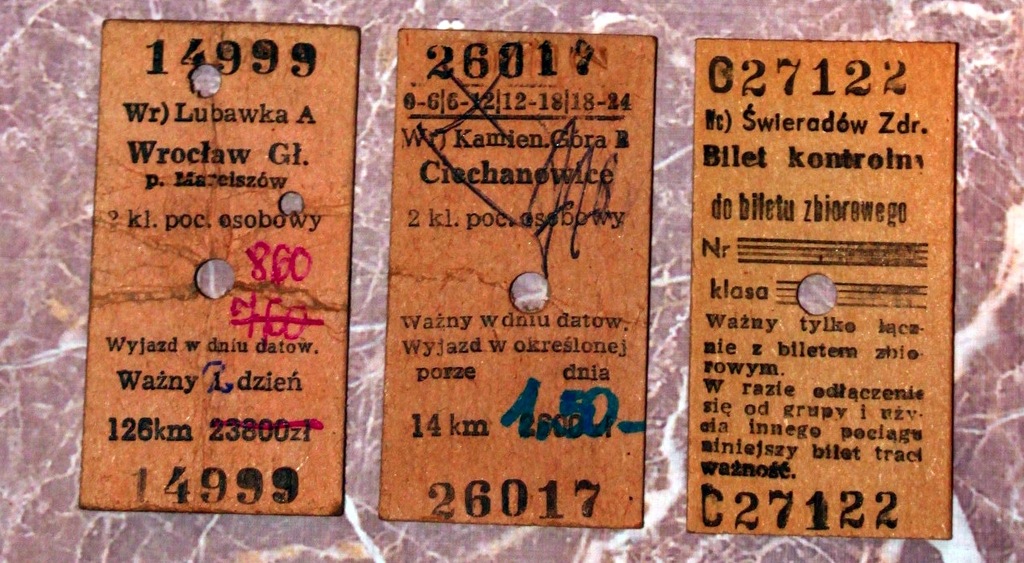 14999
Wr) Lubawka A
Wrocław Gł.
p. Marciszów
2 kl. poc. osobowy
860
760
Wyjazd w dniu datow.
Ważny 2 dzień
126km 23800zł
14999
26017
0-6|6-12|12-18|18-24
Wr) Kamien.Góra B
Ciechanowice
2 kl. poc. osobowy
Ważny w dniu datow.
Wyjazd w określonej
porze dnia
14 km 1,50-
26017
C27122
Wc) Świeradów Zdr.
Bilet kontrolny
do biletu zbiorowego
Nr
klasa
Ważny tylko łącz-
nie z biletem zbio-
rowym.
W razie odłączenie
się od grupy i uży-
cia innego pociągu
niniejszy bilet traci
ważność.
C27122